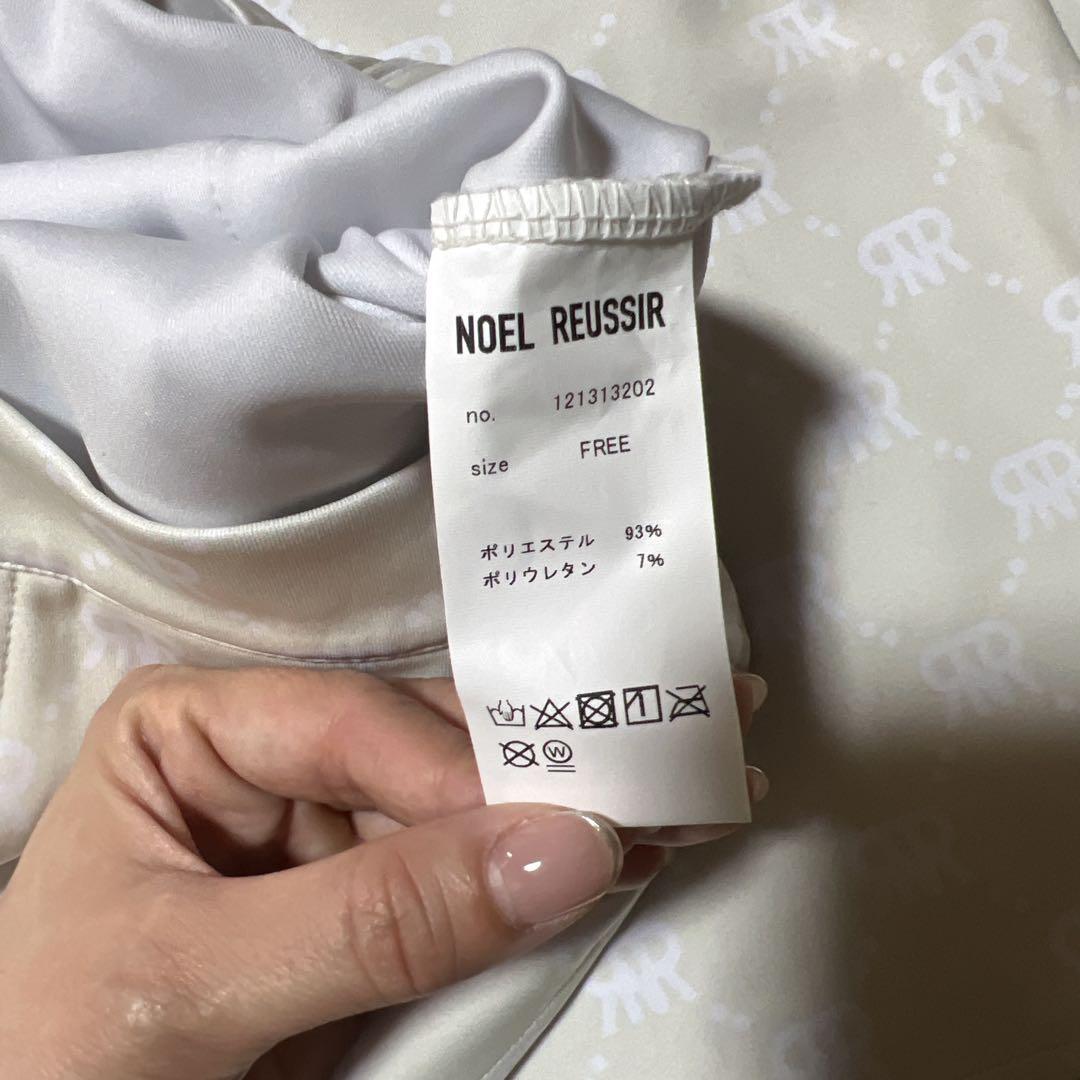 NOEL REUSSIR
no. 121313202
size FREE
ポリエステル 93%
ポリウレタン 7%
W